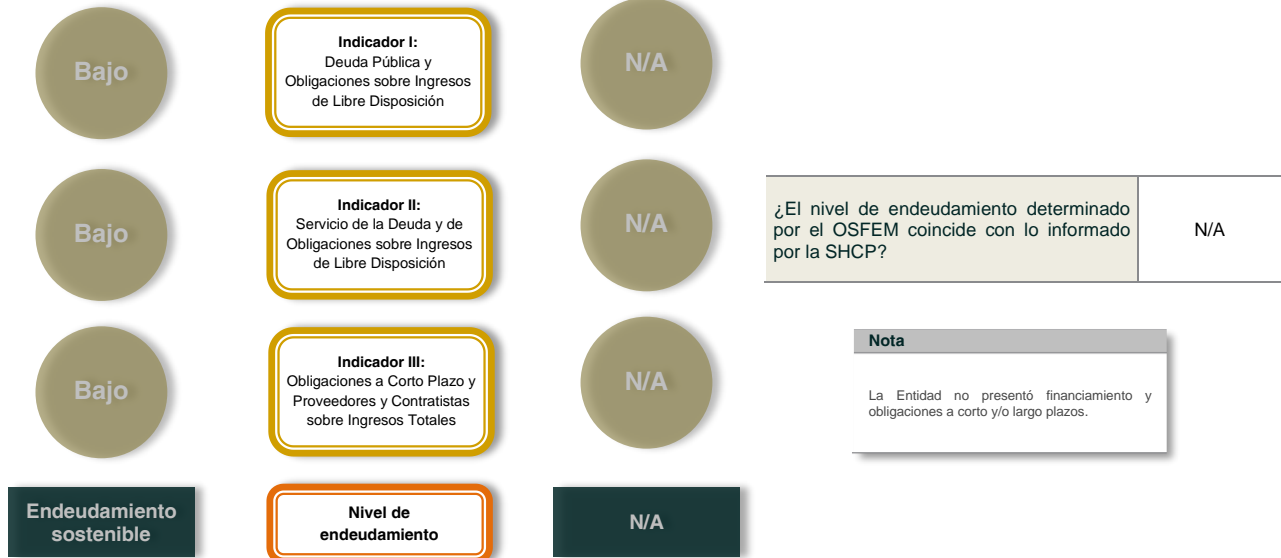 Bajo
Indicador I:
Deuda Pública y
Obligaciones sobre Ingresos
de Libre Disposición
N/A
Bajo
Indicador II:
Servicio de la Deuda y de
Obligaciones sobre Ingresos
de Libre Disposición
N/A
¿El nivel de endeudamiento determinado
por el OSFEM coincide con lo informado
por la SHCP?
N/A
Bajo
Indicador III:
Obligaciones a Corto Plazo y
Proveedores y Contratistas
sobre Ingresos Totales
N/A
Nota
La Entidad no presentó financiamiento y
obligaciones a corto y/o largo plazos.
Endeudamiento
sostenible
Nivel de
endeudamiento
N/A